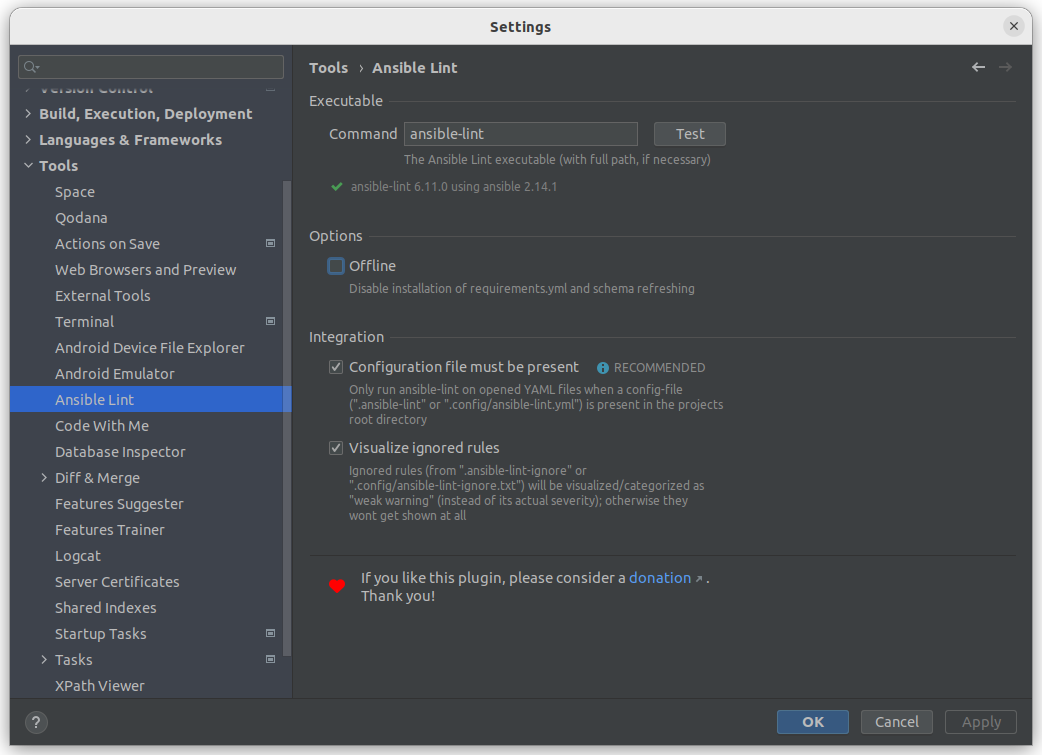 Settings
Tools › Ansible Lint
Version Control
Build, Execution, Deployment
Languages & Frameworks
Tools
Space
Qodana
Actions on Save
Web Browsers and Preview
External Tools
Terminal
Android Device File Explorer
Android Emulator
Ansible Lint
Code With Me
Database Inspector
Diff & Merge
Features Suggester
Features Trainer
Logcat
Server Certificates
Shared Indexes
Startup Tasks
Tasks
XPath Viewer
Executable
Command ansible-lint Test
The Ansible Lint executable (with full path, if necessary)
ansible-lint 6.11.0 using ansible 2.14.1
Options
Offline
Disable installation of requirements.yml and schema refreshing
Integration
Configuration file must be present RECOMMENDED
Only run ansible-lint on opened YAML files when a config-file
(".ansible-lint" or ".config/ansible-lint.yml") is present in the projects
root directory
Visualize ignored rules
Ignored rules (from ".ansible-lint-ignore" or
".config/ansible-lint-ignore.txt") will be visualized/categorized as
"weak warning" (instead of its actual severity); otherwise they
wont get shown at all
If you like this plugin, please consider a donation ↗ .
Thank you!
?
OK Cancel Apply